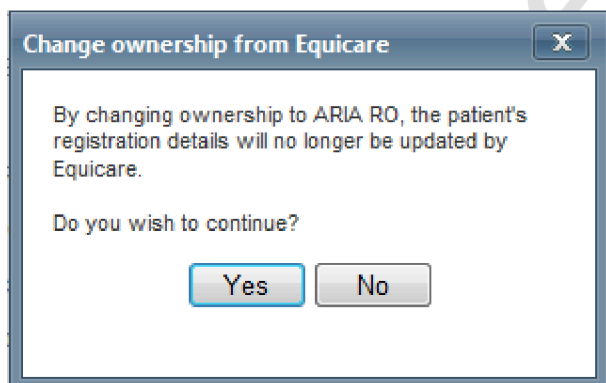 Change ownership from Equicare
x
By changing ownership to ARIA RO, the patient's
registration details will no longer be updated by
Equicare.
Do you wish to continue?
Yes
No